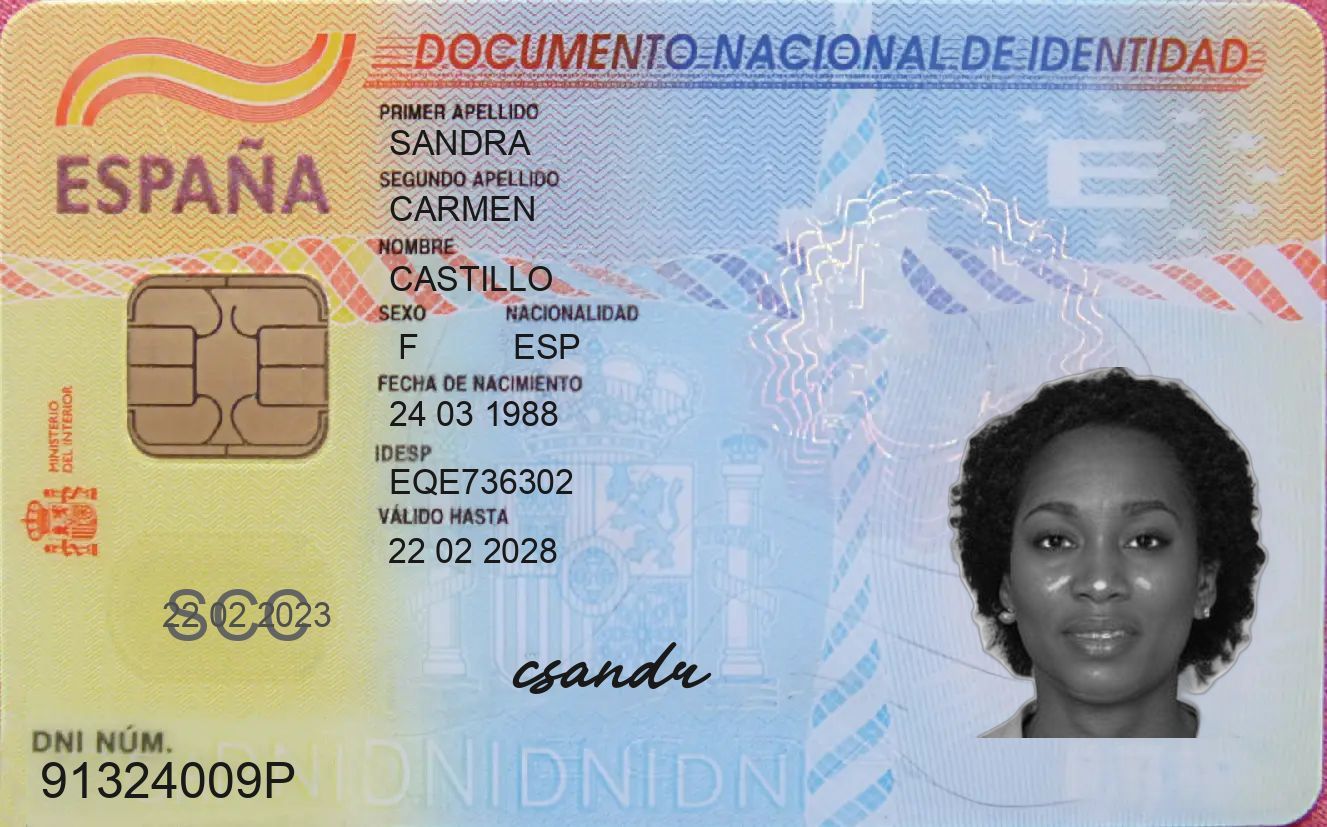 DOCUMENTO NACIONAL DE IDENTIDAD
ESPAÑA
E
PRIMER APELLIDO
SANDRA
SEGUNDO APELLIDO
CARMEN
NOMBRE
CASTILLO
SEXO NACIONALIDAD
F ESP
FECHA DE NACIMIENTO
24 03 1988
IDESP
EQE736302
VÁLIDO HASTA
22 02 2028
MINISTERIO
DEL INTERIOR
SCC
22 02 2023
csandr
DNI NÚM.
91324009P
DNIDNIDNIDNI